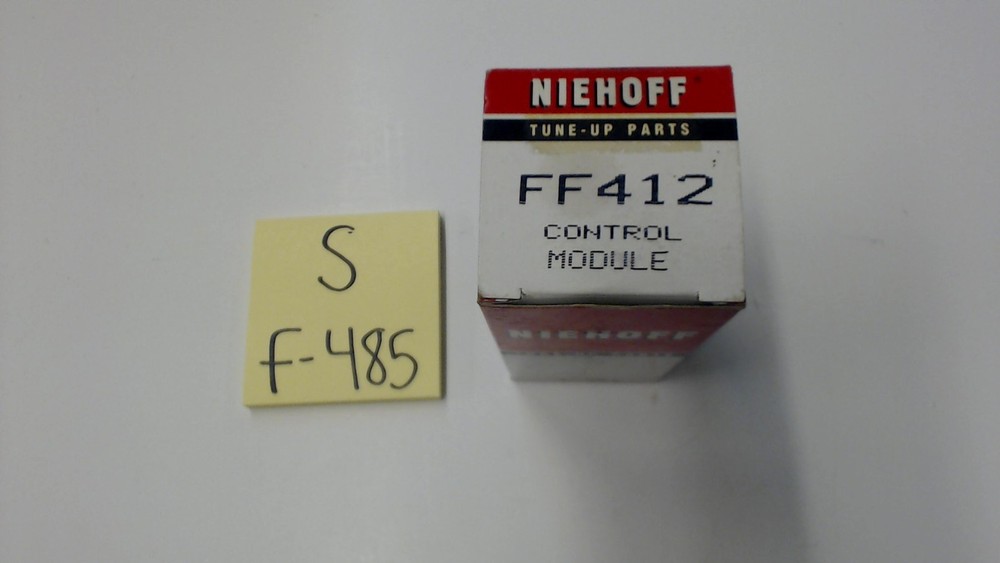 S
F-485
NIEHOFF
TUNE-UP PARTS
FF412
CONTROL
MODULE
NIEHOFF